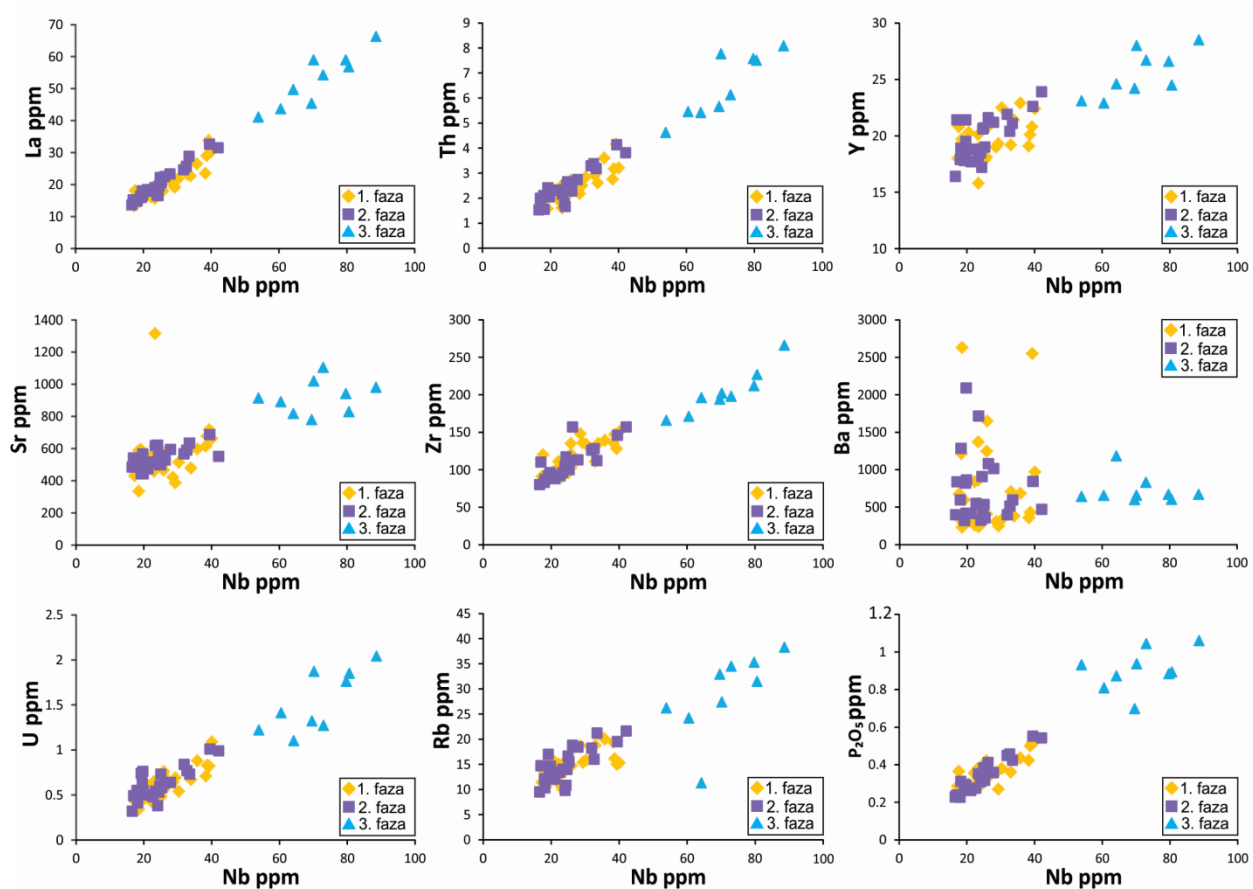 La ppm
70
60
50
40
30
20
10
0
0 20 40 60 80 100
Nb ppm
1. faza
2. faza
3. faza
Th ppm
9
8
7
6
5
4
3
2
1
0
0 20 40 60 80 100
Nb ppm
1. faza
2. faza
3. faza
Y ppm
30
25
20
15
10
0 20 40 60 80 100
Nb ppm
1. faza
2. faza
3. faza
Sr ppm
1400
1200
1000
800
600
400
200
0
0 20 40 60 80 100
Nb ppm
1. faza
2. faza
3. faza
Zr ppm
300
250
200
150
100
50
0
0 20 40 60 80 100
Nb ppm
1. faza
2. faza
3. faza
Ba ppm
3000
2500
2000
1500
1000
500
0
0 20 40 60 80 100
Nb ppm
1. faza
2. faza
3. faza
U ppm
2.5
2
1.5
1
0.5
0
0 20 40 60 80 100
Nb ppm
1. faza
2. faza
3. faza
Rb ppm
45
40
35
30
25
20
15
10
5
0
0 20 40 60 80 100
Nb ppm
1. faza
2. faza
3. faza
P₂O₅ ppm
1.2
1
0.8
0.6
0.4
0.2
0
0 20 40 60 80 100
Nb ppm
1. faza
2. faza
3. faza